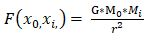 F(x₀,xᵢ,) = G*M₀*Mᵢ / r²